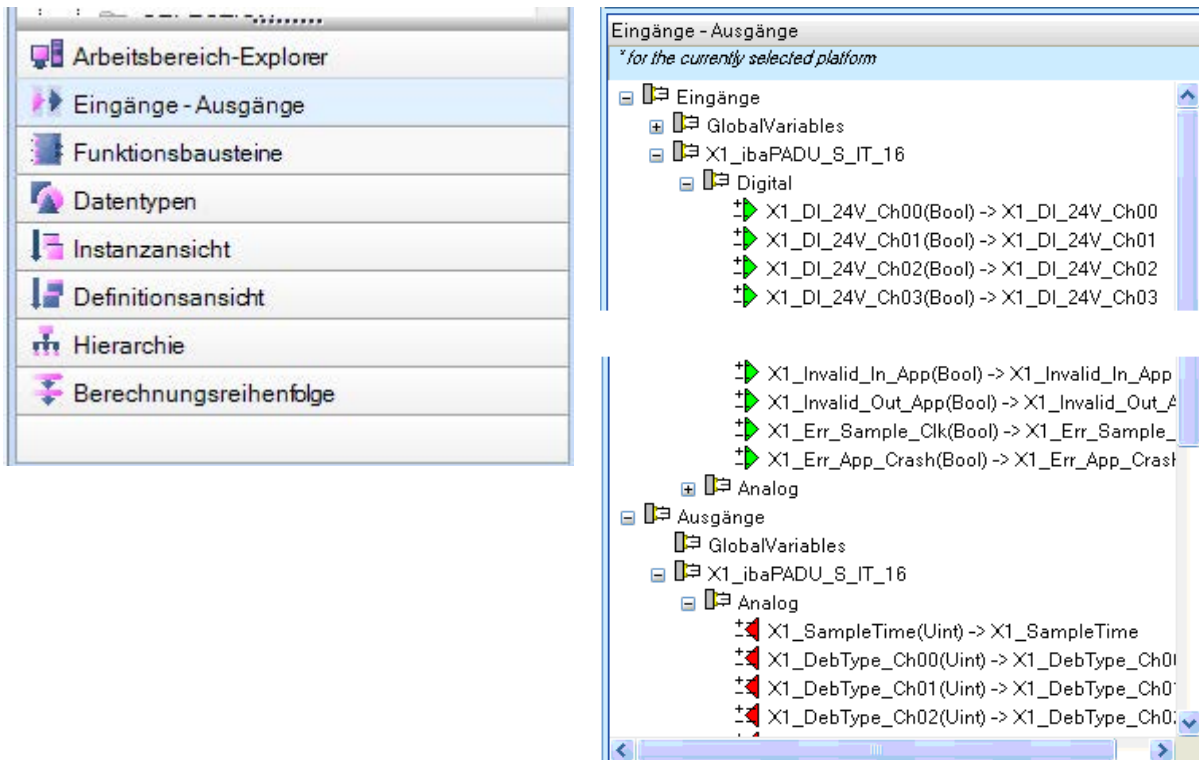 Arbeitsbereich-Explorer
Eingänge - Ausgänge
Funktionsbausteine
Datentypen
Instanzansicht
Definitionsansicht
Hierarchie
Berechnungsreihenfolge
Eingänge - Ausgänge
*for the currently selected platform
Eingänge
GlobalVariables
X1_ibaPADU_S_IT_16
Digital
X1_DI_24V_Ch00(Bool) -> X1_DI_24V_Ch00
X1_DI_24V_Ch01(Bool) -> X1_DI_24V_Ch01
X1_DI_24V_Ch02(Bool) -> X1_DI_24V_Ch02
X1_DI_24V_Ch03(Bool) -> X1_DI_24V_Ch03
X1_Invalid_In_App(Bool) -> X1_Invalid_In_App
X1_Invalid_Out_App(Bool) -> X1_Invalid_Out_A
X1_Err_Sample_Clk(Bool) -> X1_Err_Sample_
X1_Err_App_Crash(Bool) -> X1_Err_App_Crash
Analog
Ausgänge
GlobalVariables
X1_ibaPADU_S_IT_16
Analog
X1_SampleTime(Uint) -> X1_SampleTime
X1_DebType_Ch00(Uint) -> X1_DebType_Ch00
X1_DebType_Ch01(Uint) -> X1_DebType_Ch01
X1_DebType_Ch02(Uint) -> X1_DebType_Ch02